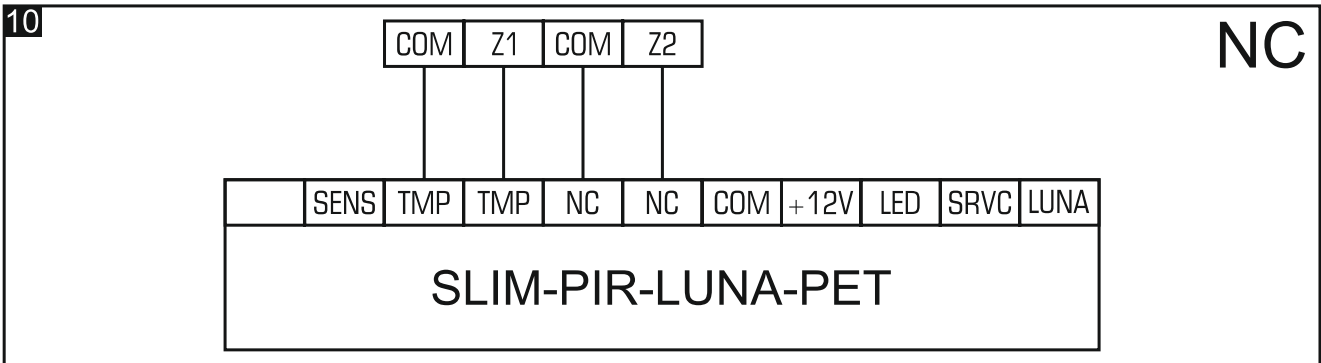 10
NC
COM Z1 COM Z2
SENS TMP TMP NC NC COM +12V LED SRVC LUNA
SLIM-PIR-LUNA-PET